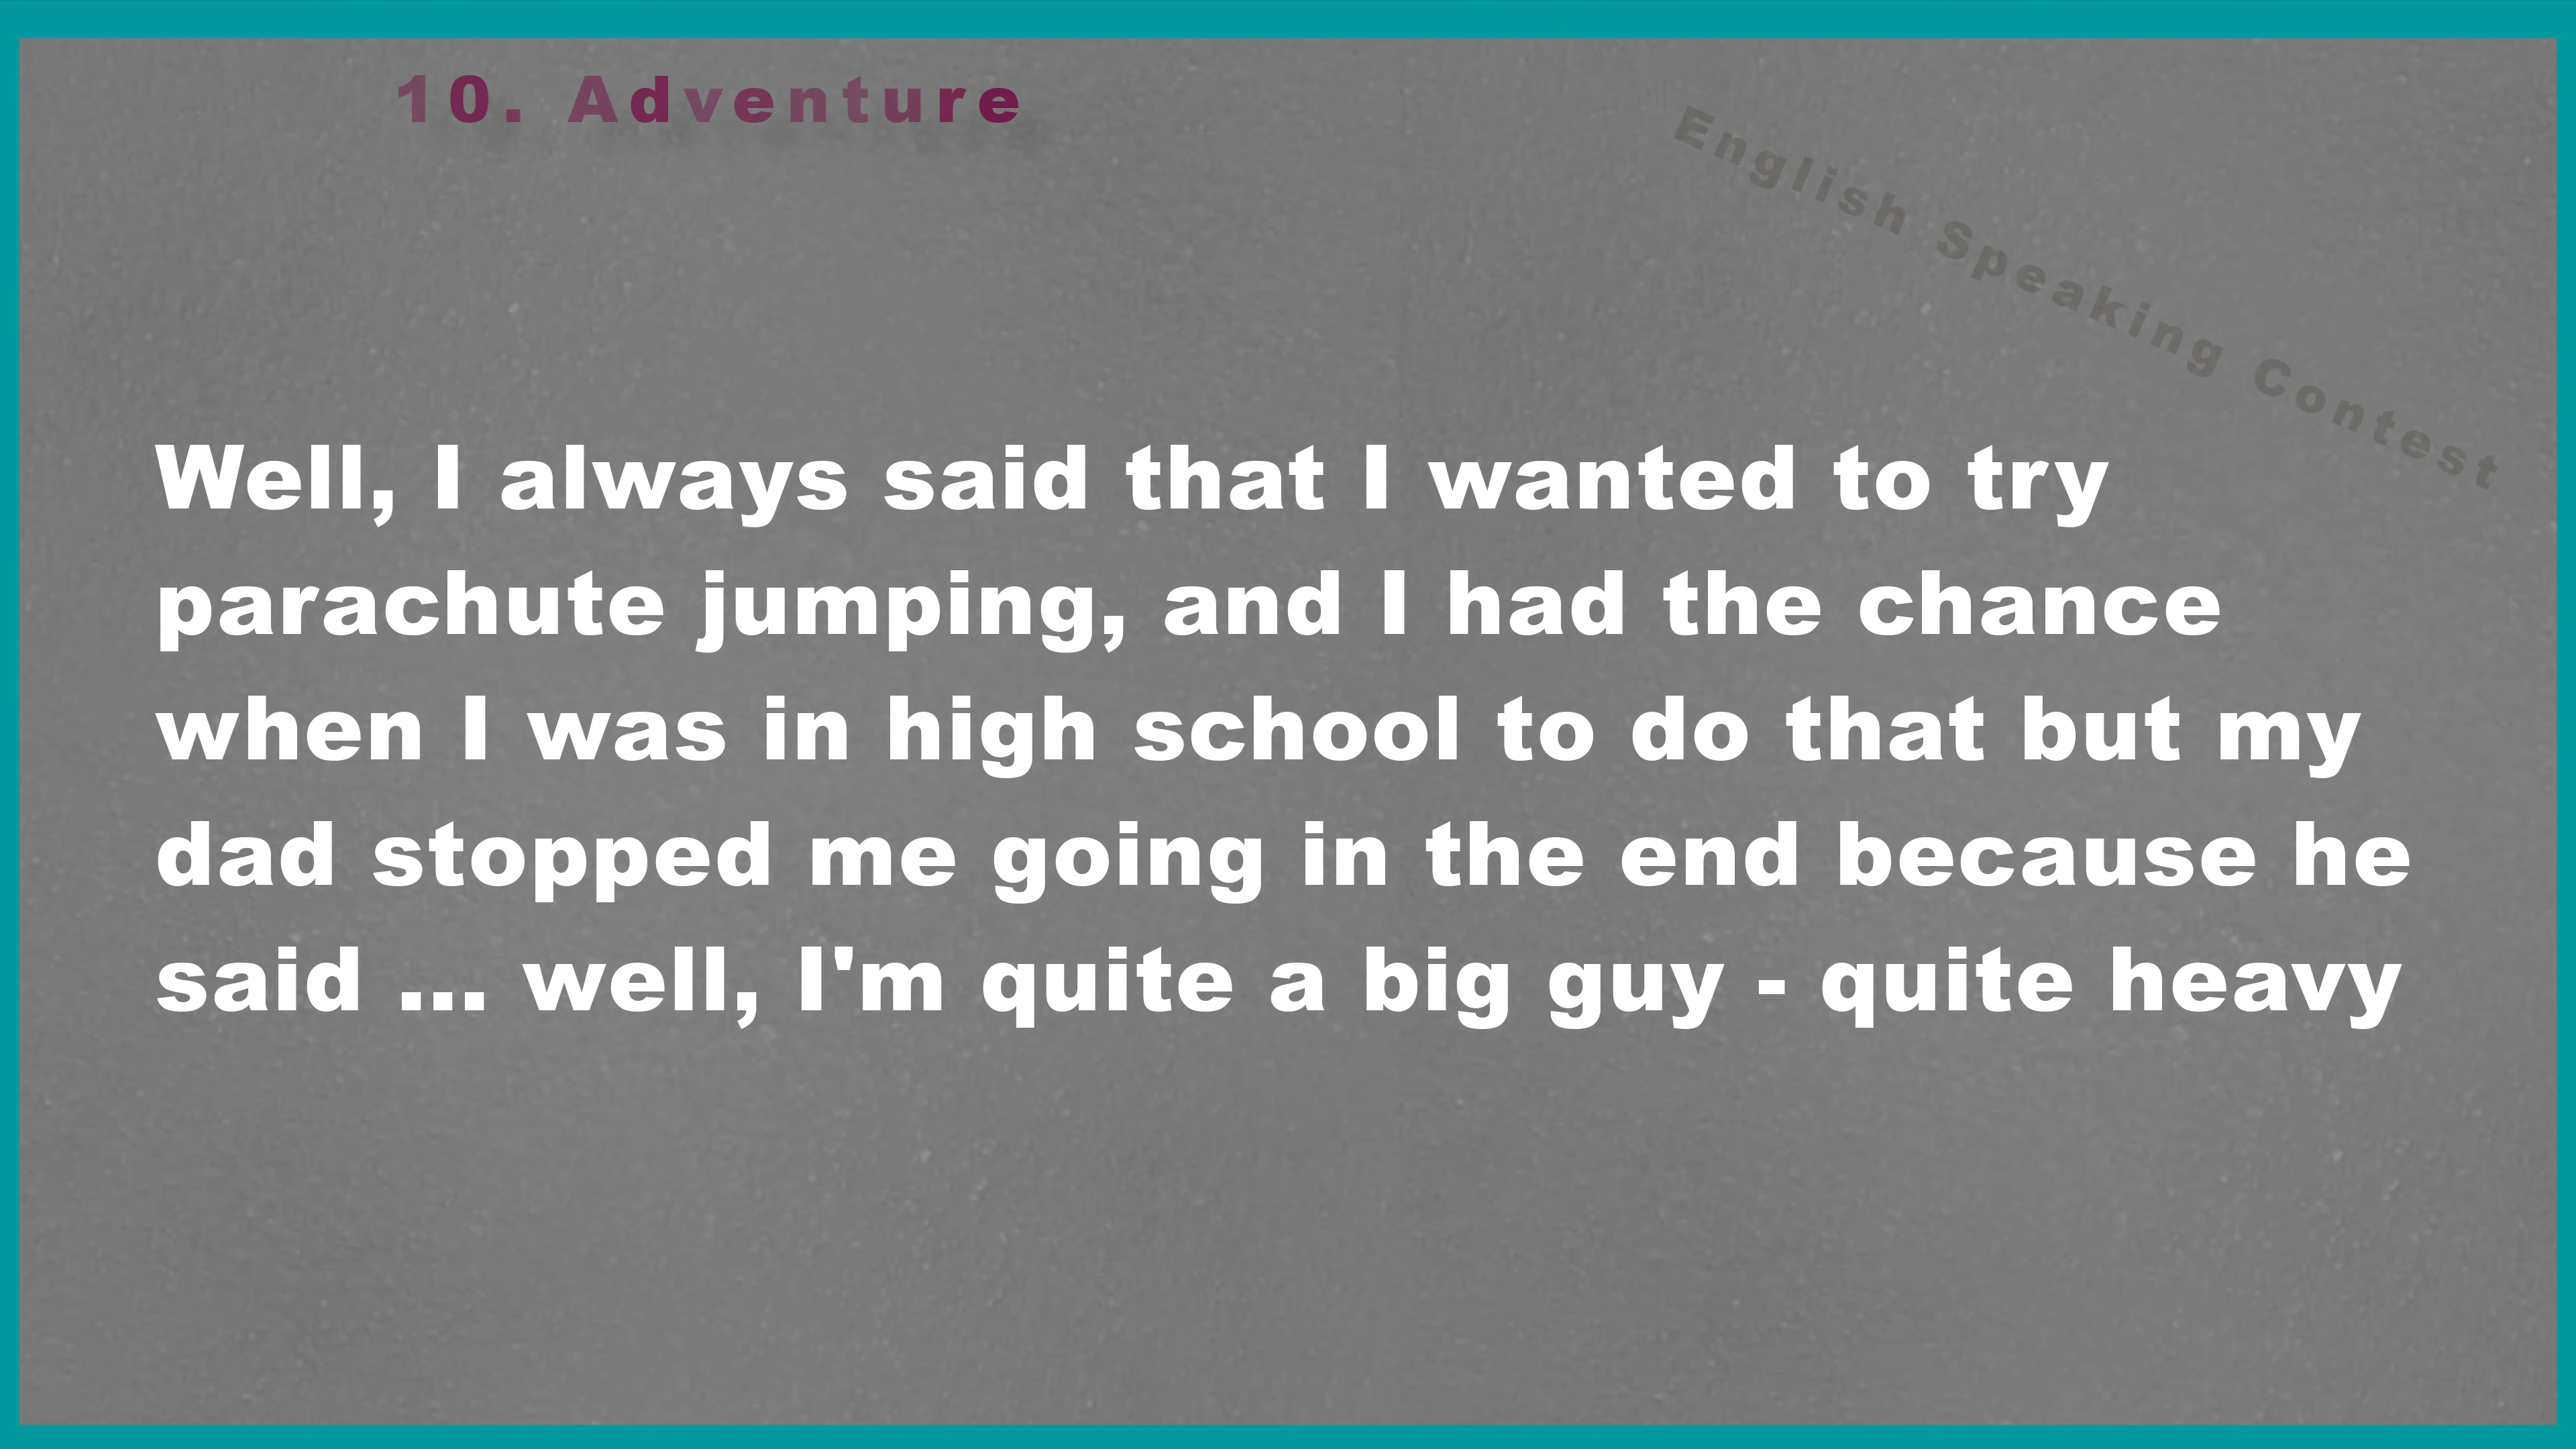 10. Adventure
English Speaking Contest
Well, I always said that I wanted to try
parachute jumping, and I had the chance
when I was in high school to do that but my
dad stopped me going in the end because he
said ... well, I'm quite a big guy - quite heavy